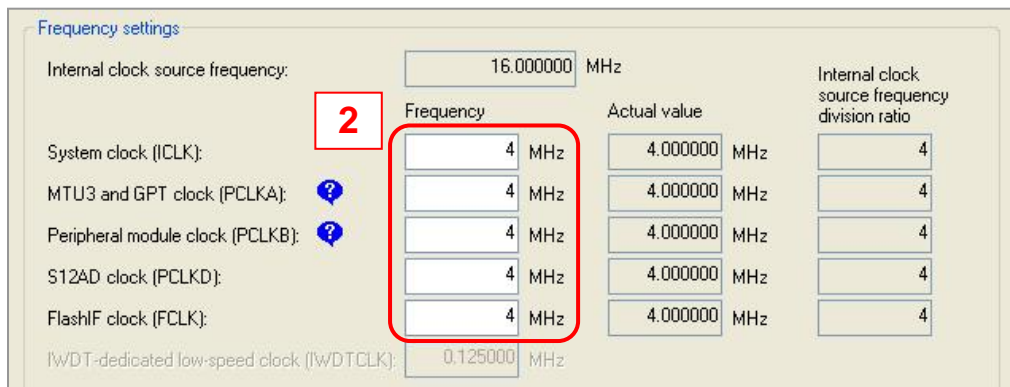 Frequency settings
Internal clock source frequency: 16.000000 MHz
Internal clock
source frequency
division ratio
2 Frequency Actual value
System clock (ICLK): 4 MHz 4.000000 MHz 4
MTU3 and GPT clock (PCLKA): ? 4 MHz 4.000000 MHz 4
Peripheral module clock (PCLKB): ? 4 MHz 4.000000 MHz 4
S12AD clock (PCLKD): 4 MHz 4.000000 MHz 4
FlashIF clock (FCLK): 4 MHz 4.000000 MHz 4
IWDT-dedicated low-speed clock (IWDTCLK): 0.125000 MHz